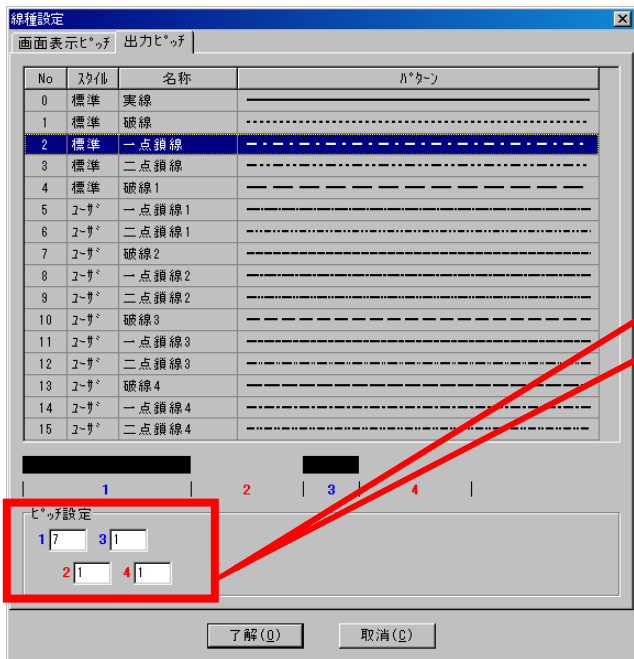 線種設定
画面表示ﾋﾟｯﾁ 出力ﾋﾟｯﾁ
No ｽﾀｲﾙ 名称 ﾊﾟﾀｰﾝ
0 標準 実線
1 標準 破線
2 標準 一点鎖線
3 標準 二点鎖線
4 標準 破線1
5 ﾕｰｻﾞ 一点鎖線1
6 ﾕｰｻﾞ 二点鎖線1
7 ﾕｰｻﾞ 破線2
8 ﾕｰｻﾞ 一点鎖線2
9 ﾕｰｻﾞ 二点鎖線2
10 ﾕｰｻﾞ 破線3
11 ﾕｰｻﾞ 一点鎖線3
12 ﾕｰｻﾞ 二点鎖線3
13 ﾕｰｻﾞ 破線4
14 ﾕｰｻﾞ 一点鎖線4
15 ﾕｰｻﾞ 二点鎖線4
1 2 3 4
ﾋﾟｯﾁ設定
1 7 3 1
2 1 4 1
了解(O) 取消(C)